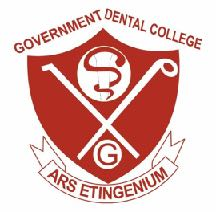 GOVERNMENT DENTAL COLLEGE
G
ARS ETINGENIUM